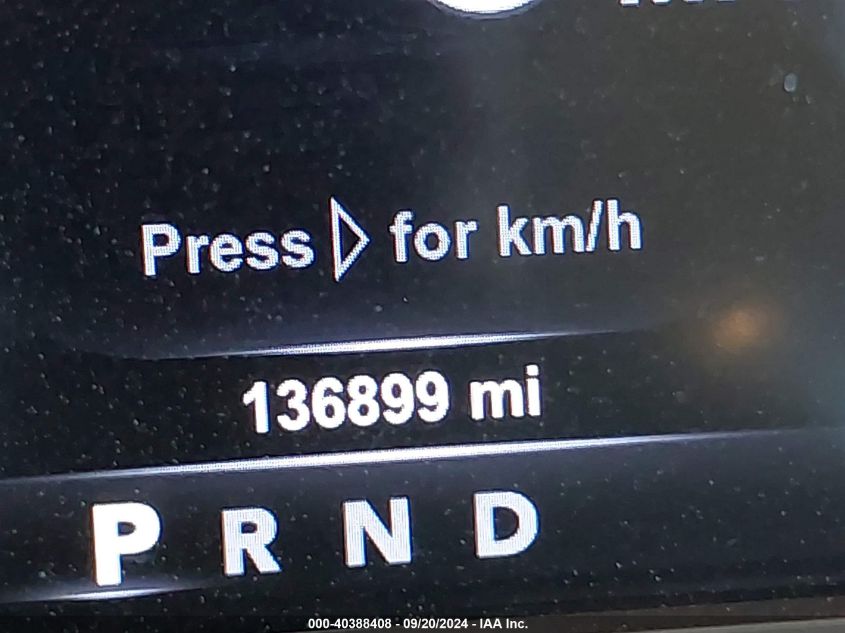 Press ▷ for km/h
136899 mi
P R N D
000-40388408 - 09/20/2024 - IAA Inc.